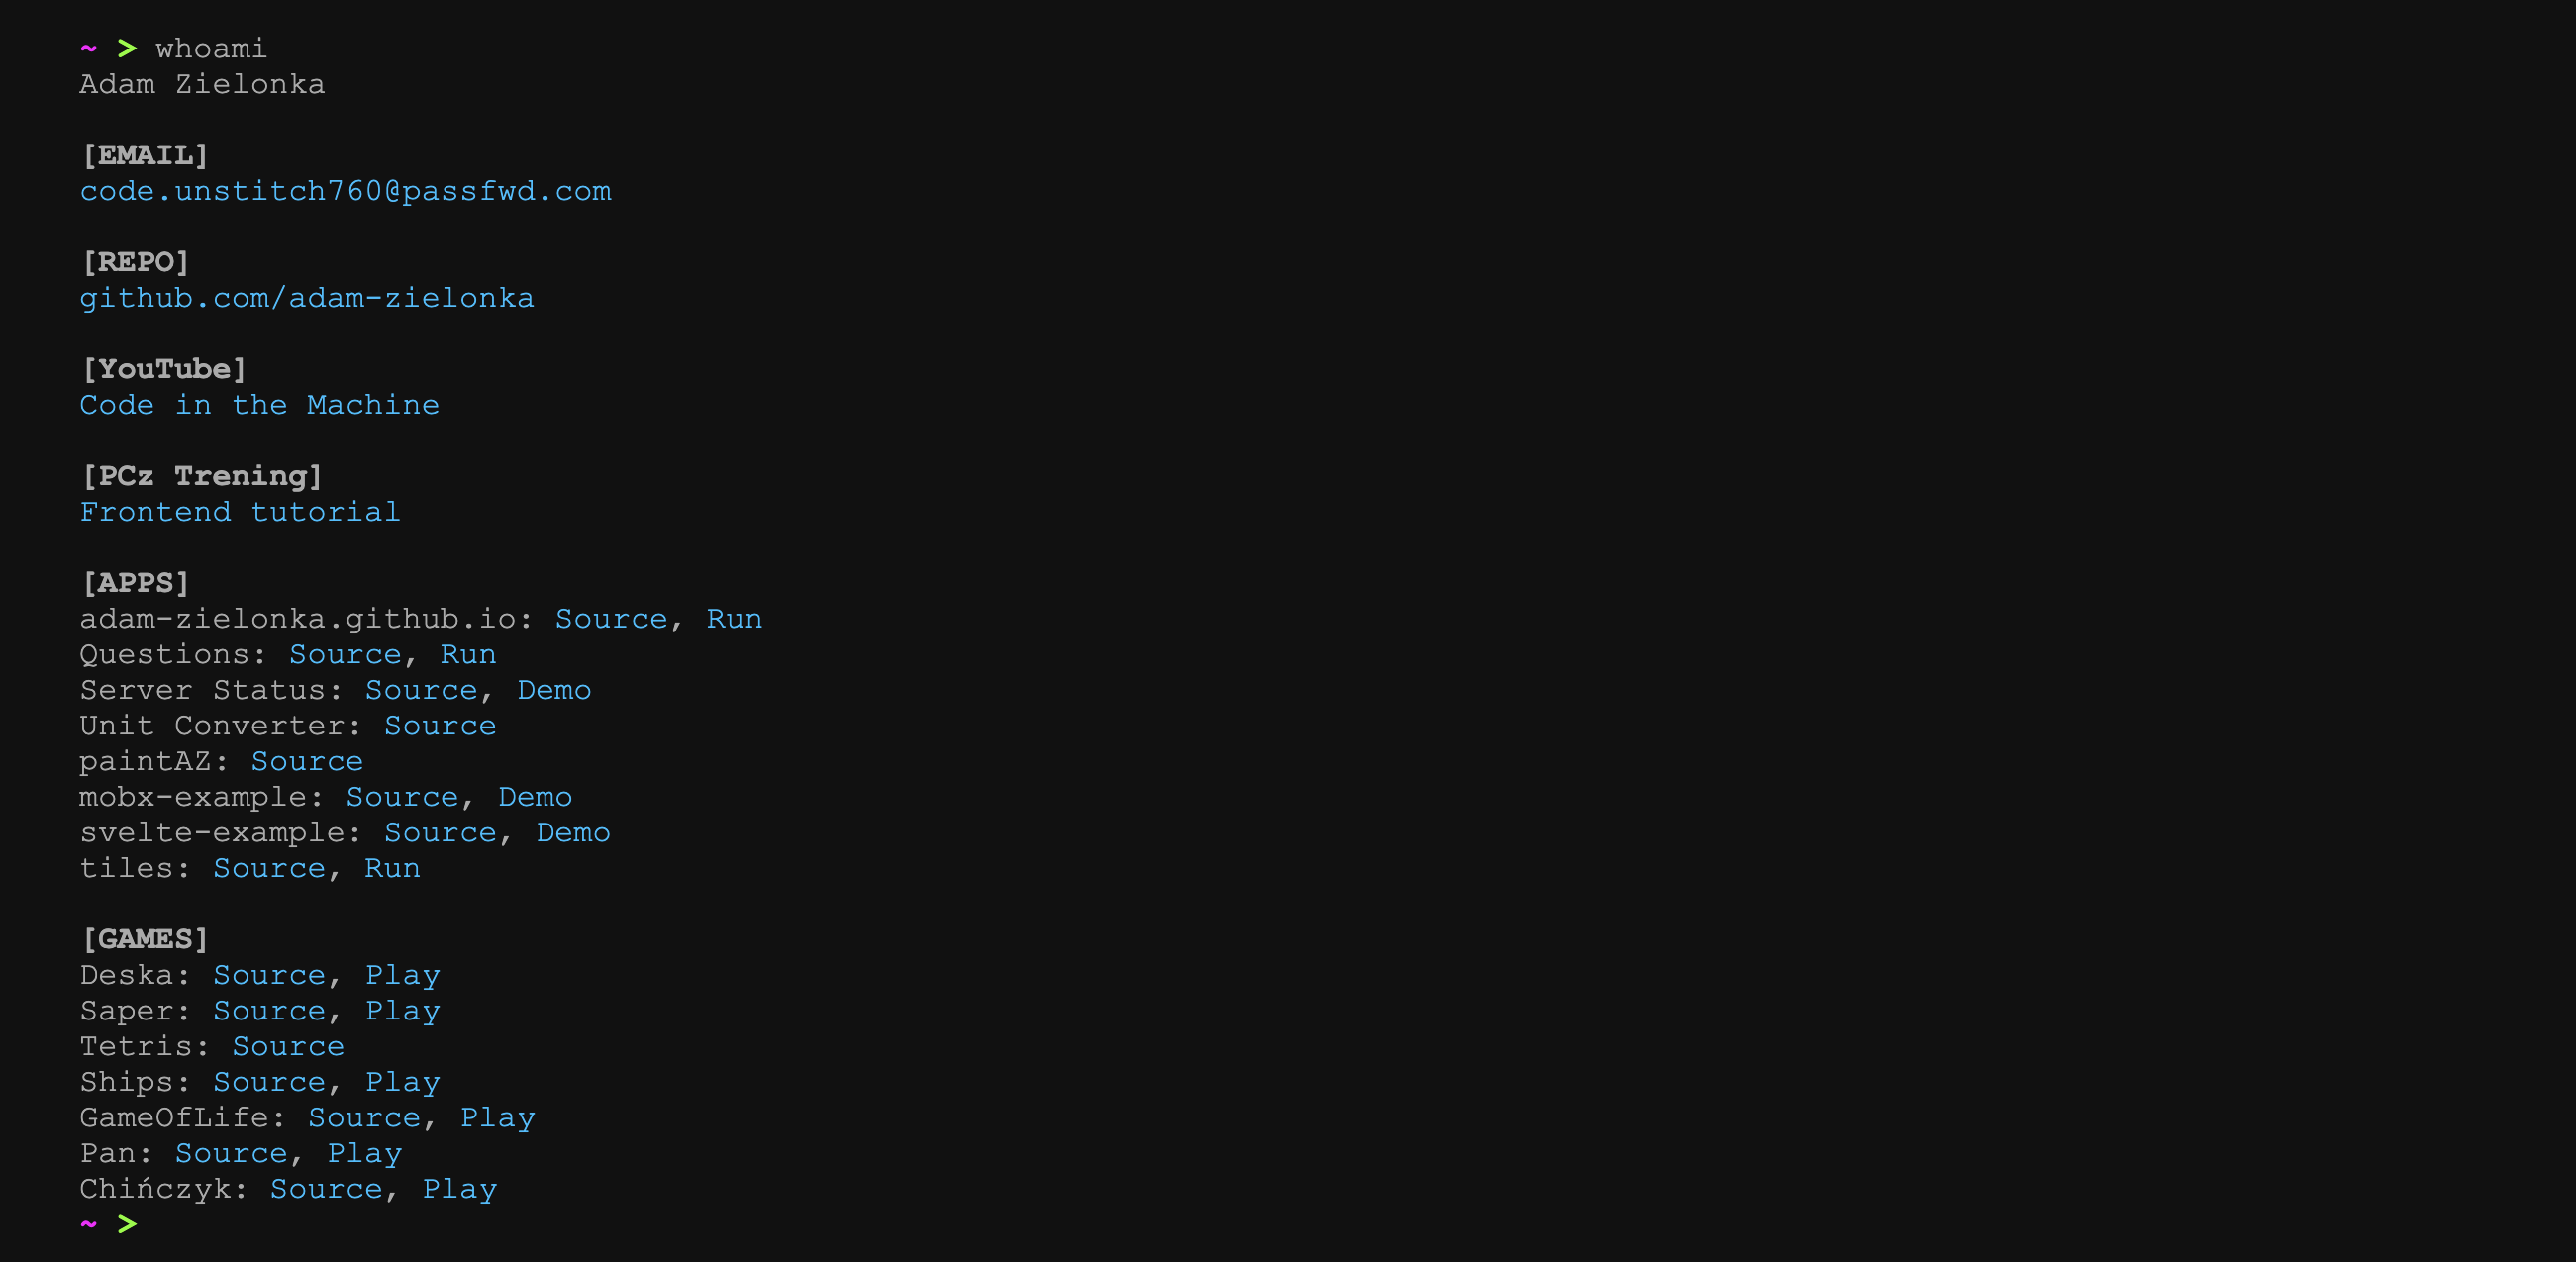 ~ > whoami
Adam Zielonka
[EMAIL]
code.unstitch760@passfwd.com
[REPO]
github.com/adam-zielonka
[YouTube]
Code in the Machine
[PCz Trening]
Frontend tutorial
[APPS]
adam-zielonka.github.io: Source, Run
Questions: Source, Run
Server Status: Source, Demo
Unit Converter: Source
paintAZ: Source
mobx-example: Source, Demo
svelte-example: Source, Demo
tiles: Source, Run
[GAMES]
Deska: Source, Play
Saper: Source, Play
Tetris: Source
Ships: Source, Play
GameOfLife: Source, Play
Pan: Source, Play
Chińczyk: Source, Play
~ >